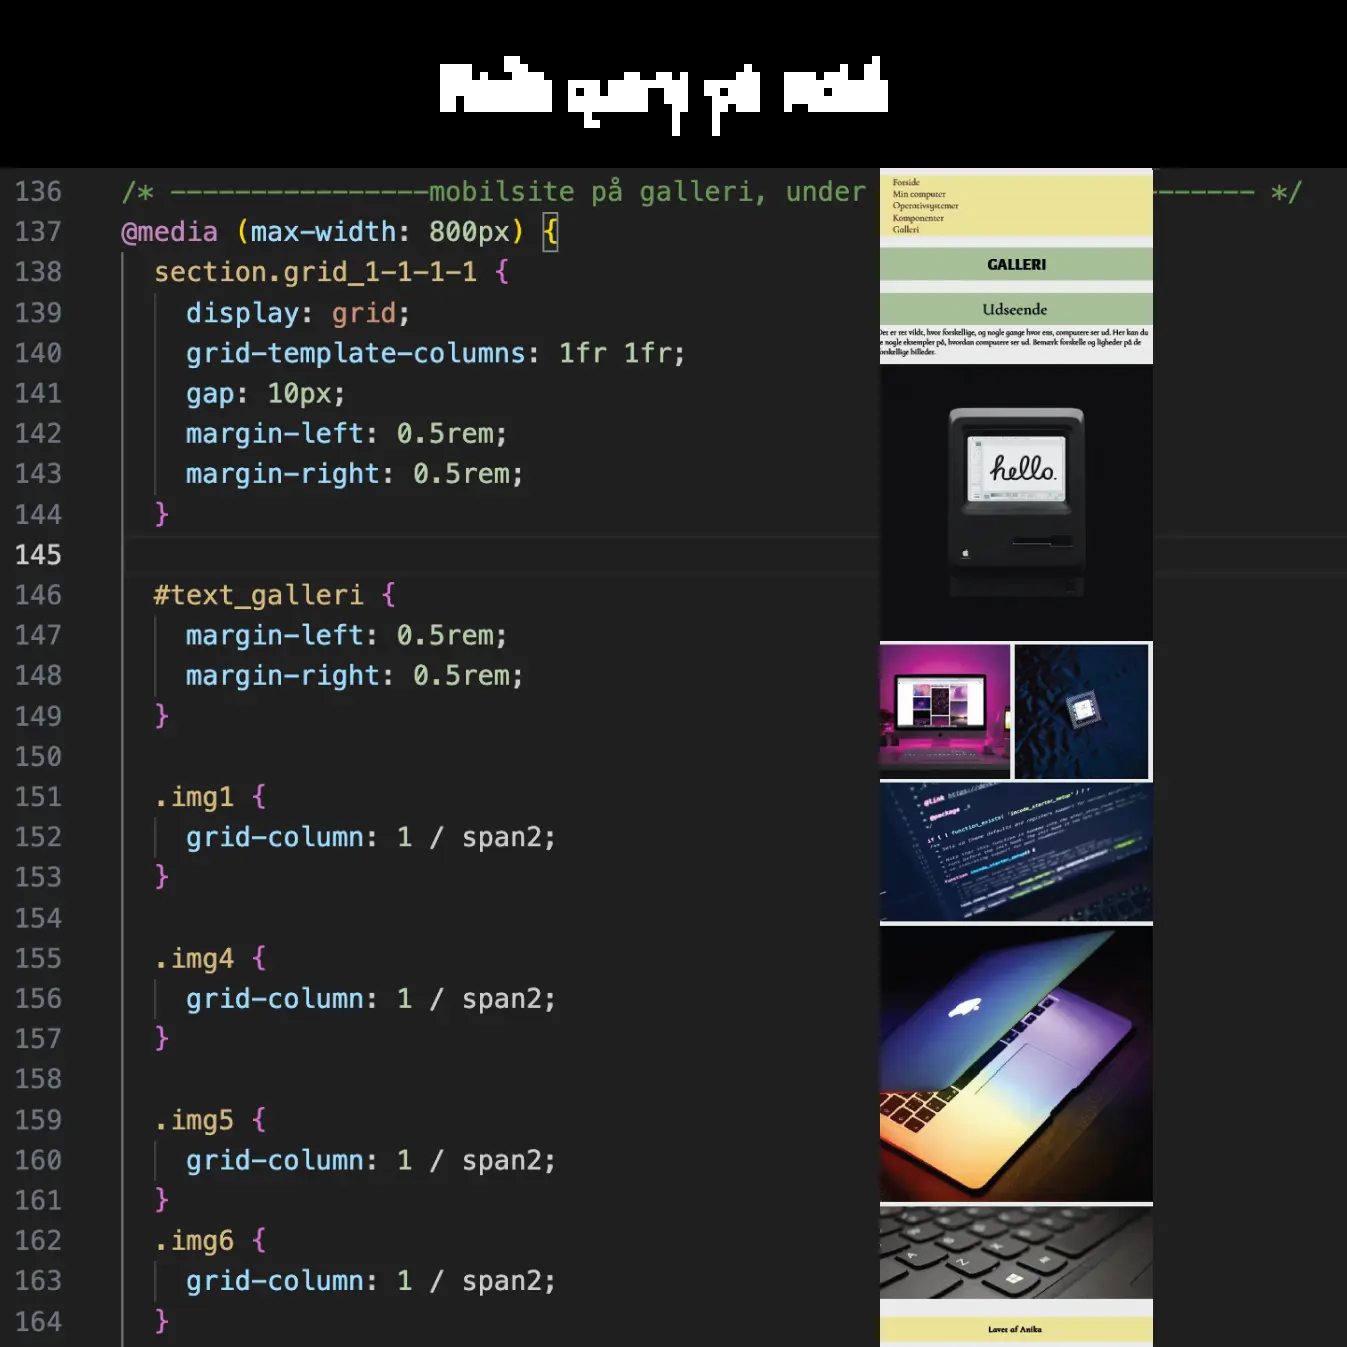 Media query på mobil
136 /* ----------------mobilsite på galleri, under ------ */
137 @media (max-width: 800px) {
138 section.grid_1-1-1-1 {
139 display: grid;
140 grid-template-columns: 1fr 1fr;
141 gap: 10px;
142 margin-left: 0.5rem;
143 margin-right: 0.5rem;
144 }
145
146 #text_galleri {
147 margin-left: 0.5rem;
148 margin-right: 0.5rem;
149 }
150
151 .img1 {
152 grid-column: 1 / span2;
153 }
154
155 .img4 {
156 grid-column: 1 / span2;
157 }
158
159 .img5 {
160 grid-column: 1 / span2;
161 }
162 .img6 {
163 grid-column: 1 / span2;
164 }
Forside
Min computer
Operativsystemer
Komponenter
Galleri
GALLERI
Udseende
Det er ret vildt, hvor forskellige, og nogle gange hvor ens, computere ser ud. Her kan du
e nogle eksempler på, hvordan computere ser ud. Bemærk forskelle og ligheder på de
orskellige billeder.
hello.
Lavet af Anika